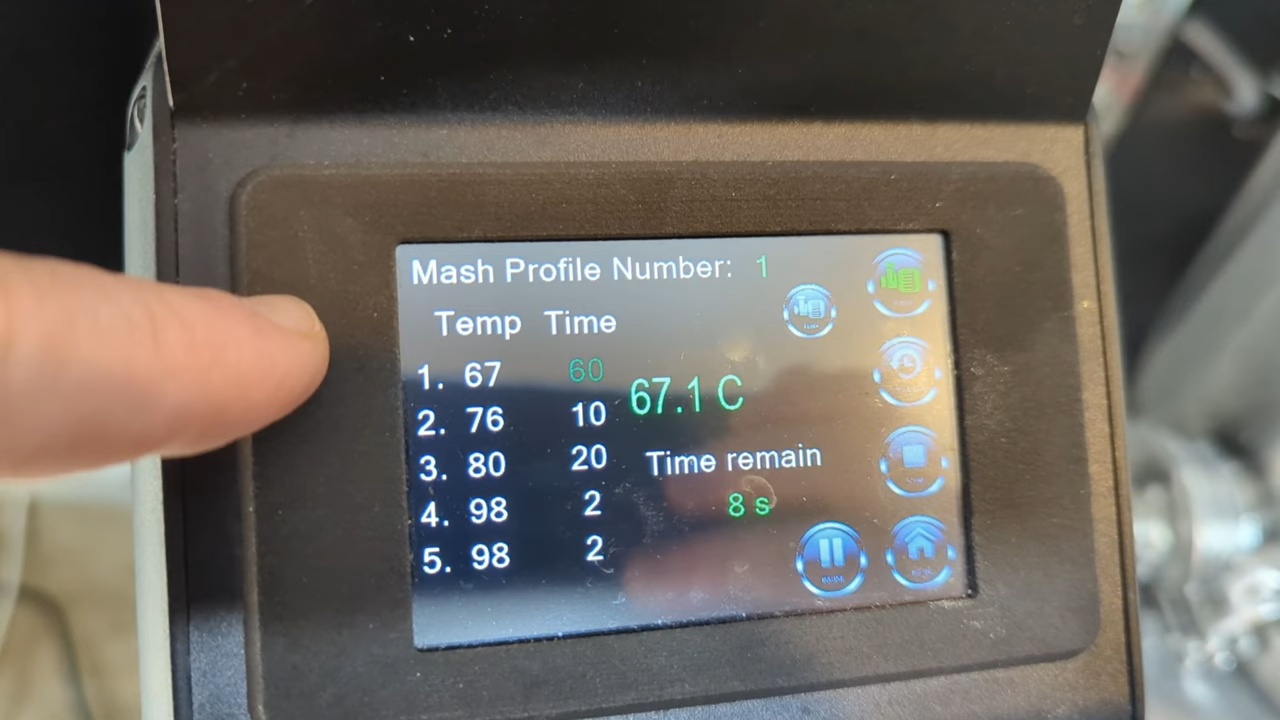 Mash Profile Number: 1
Temp Time
1. 67 60
2. 76 10
3. 80 20
4. 98 2
5. 98 2
67.1 C
Time remain
8 s